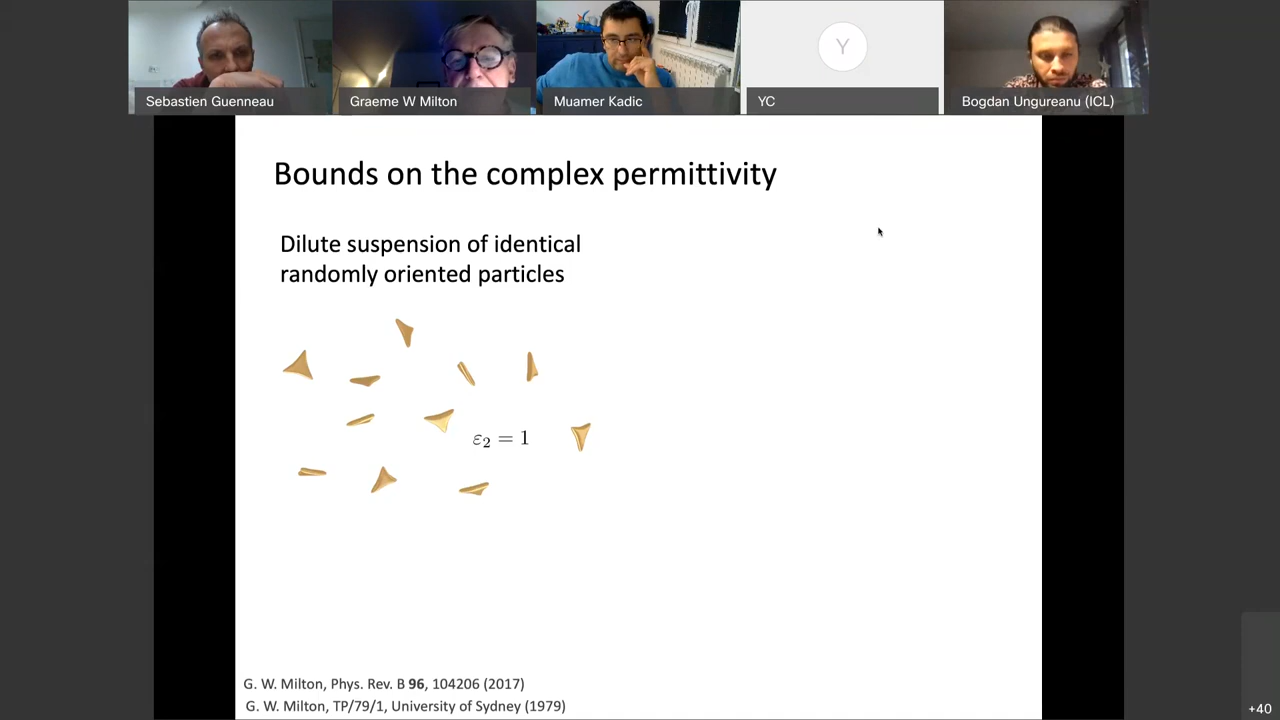 Sebastien Guenneau
Graeme W Milton
Muamer Kadic
Y
YC
Bogdan Ungureanu (ICL)
Bounds on the complex permittivity
Dilute suspension of identical
randomly oriented particles
ε₂ = 1
G. W. Milton, Phys. Rev. B 96, 104206 (2017)
G. W. Milton, TP/79/1, University of Sydney (1979)
+40